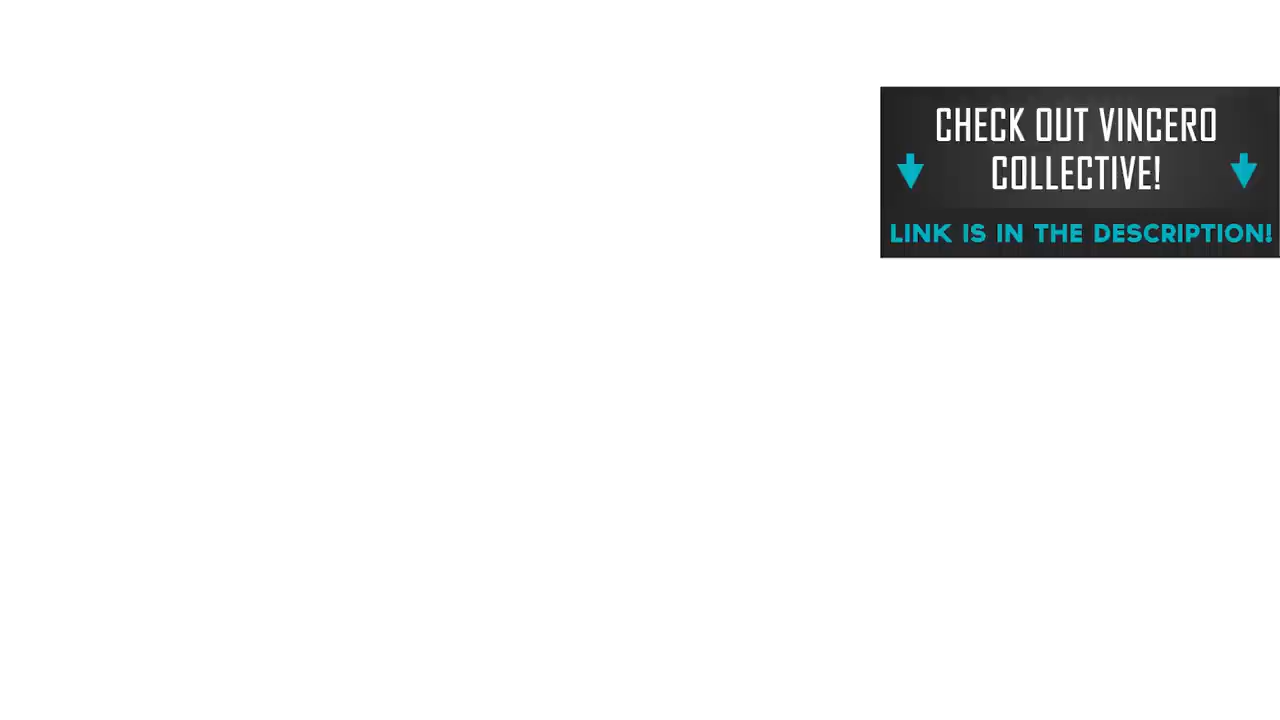 CHECK OUT VINCERO
COLLECTIVE!
LINK IS IN THE DESCRIPTION!